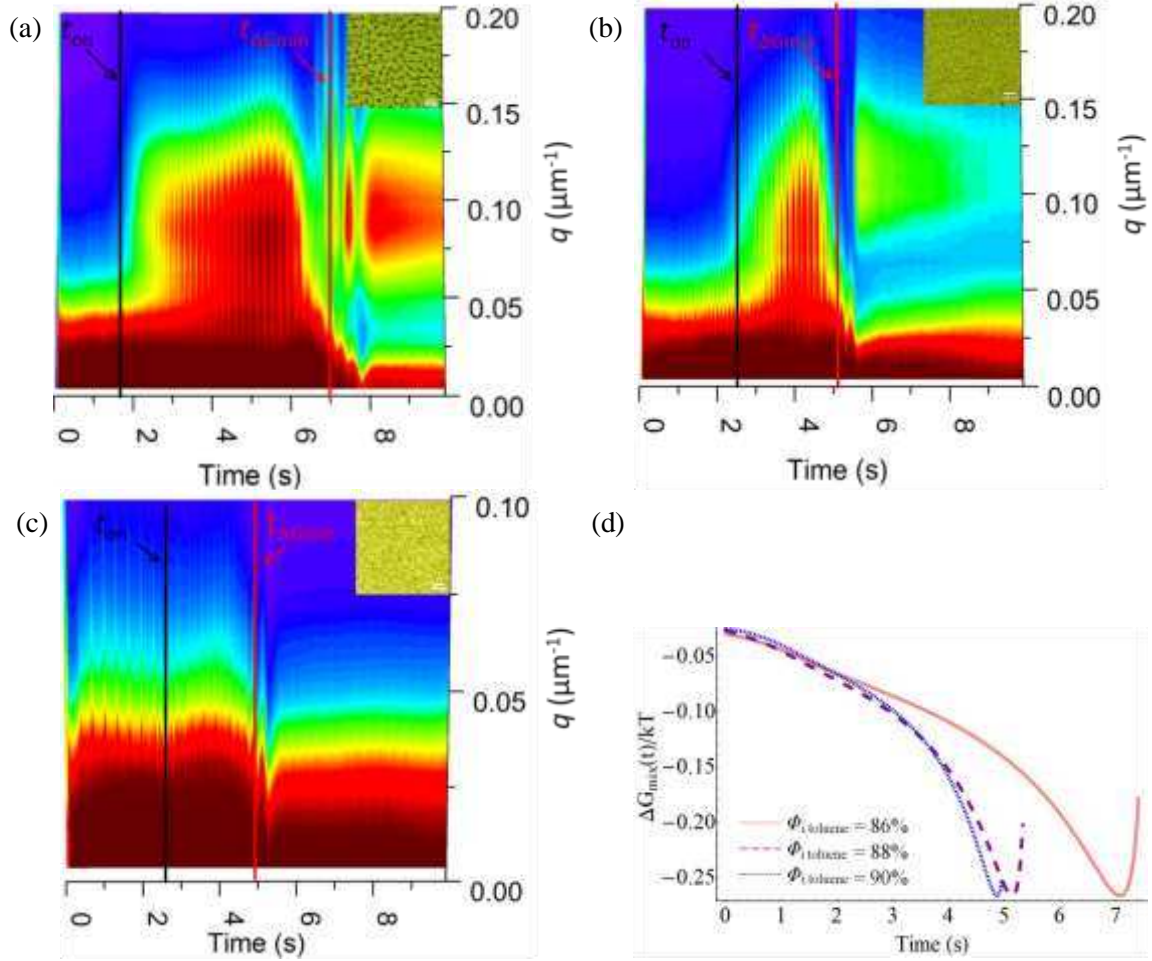 (a)
t_on
0.20
0.15
0.10
0.05
0.00
q (µm⁻¹)
0 2 4 6 8
Time (s)
(b)
t_on
0.20
0.15
0.10
0.05
0.00
q (µm⁻¹)
0 2 4 6 8
Time (s)
(c)
t_on
0.10
0.05
0.00
q (µm⁻¹)
0 2 4 6 8
Time (s)
(d)
−0.05
−0.10
−0.15
−0.20
−0.25
ΔG_mix(t)/kT
Φ_i toluene = 86%
Φ_i toluene = 88%
Φ_i toluene = 90%
0 1 2 3 4 5 6 7
Time (s)